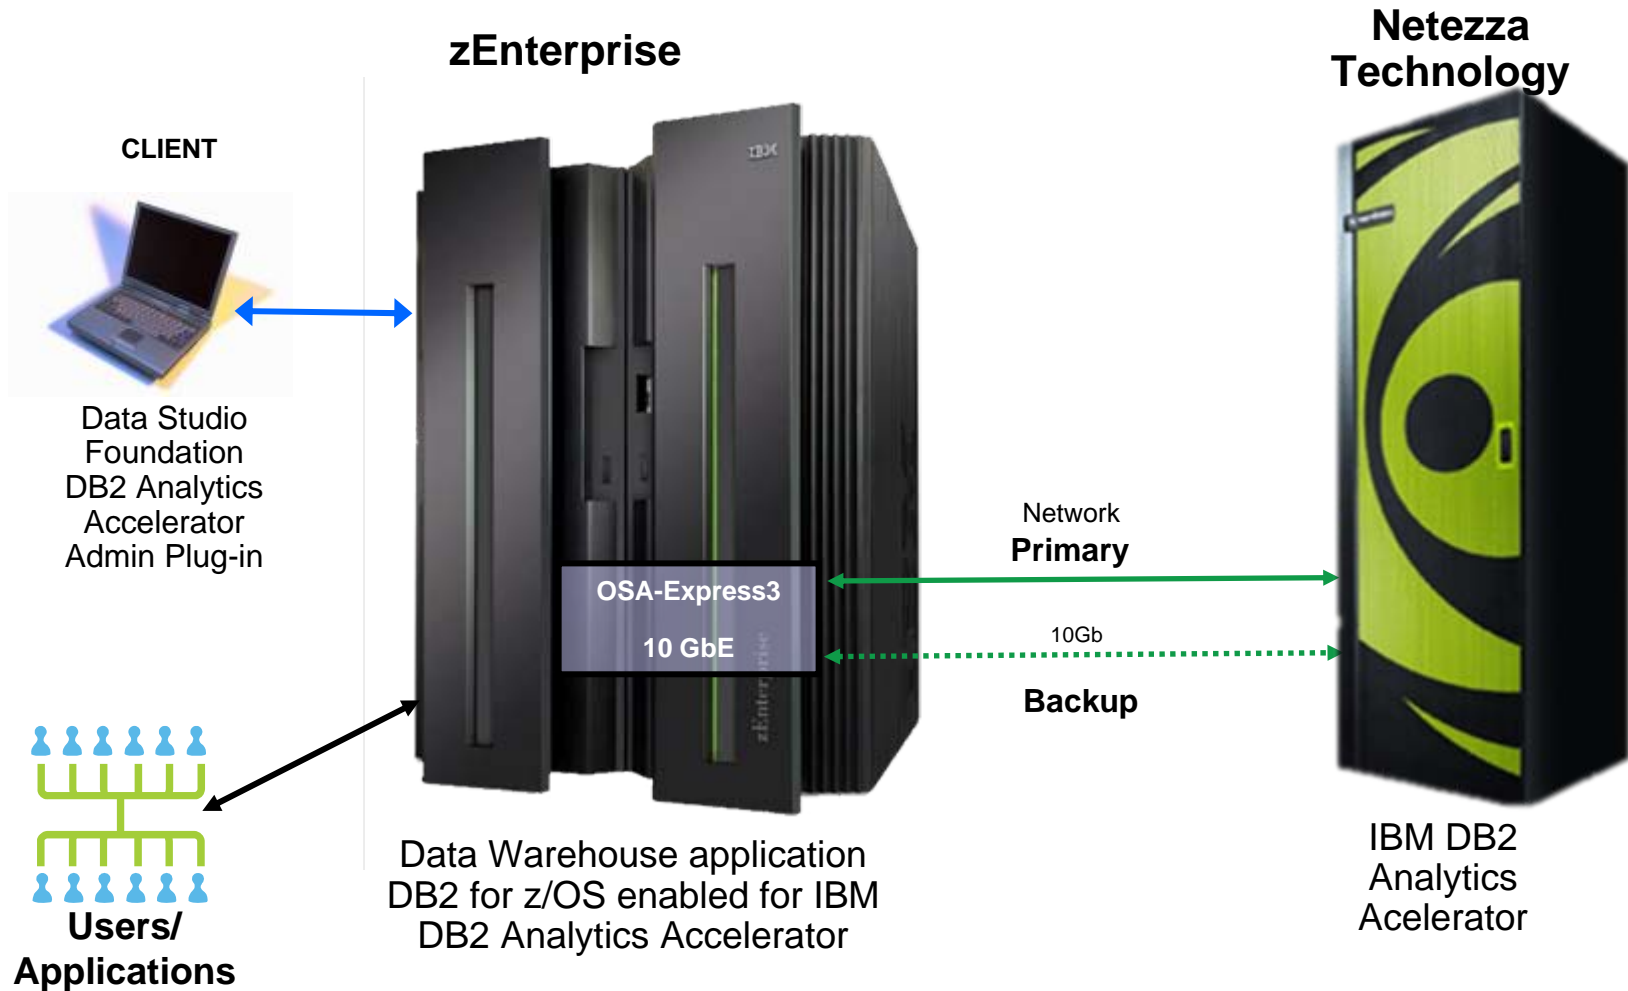 zEnterprise
Netezza
Technology
CLIENT
IBM
Data Studio
Foundation
DB2 Analytics
Accelerator
Admin Plug-in
Network
Primary
OSA-Express3
10 GbE
zEnterprise
10Gb
Backup
Users/
Applications
Data Warehouse application
DB2 for z/OS enabled for IBM
DB2 Analytics Accelerator
IBM DB2
Analytics
Acelerator